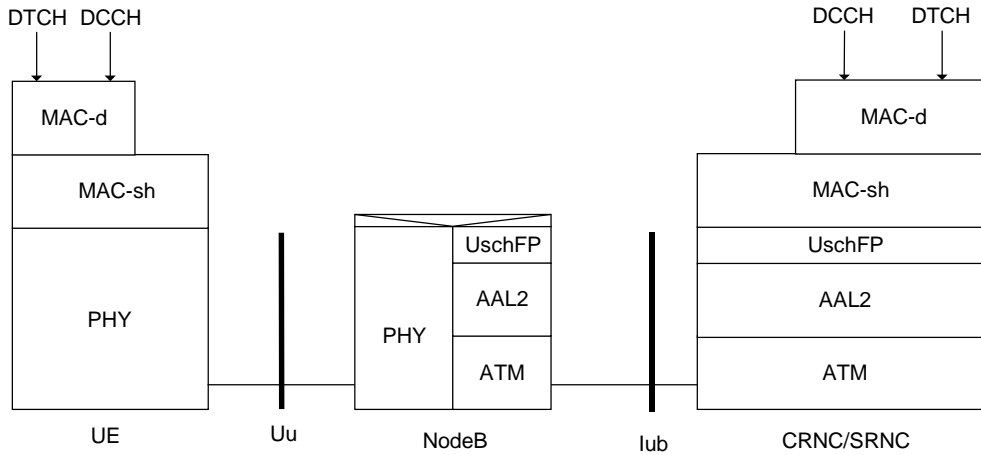 DTCH DCCH DCCH DTCH
MAC-d MAC-d
MAC-sh MAC-sh
UschFP UschFP
PHY PHY AAL2 AAL2
ATM ATM
UE Uu NodeB Iub CRNC/SRNC